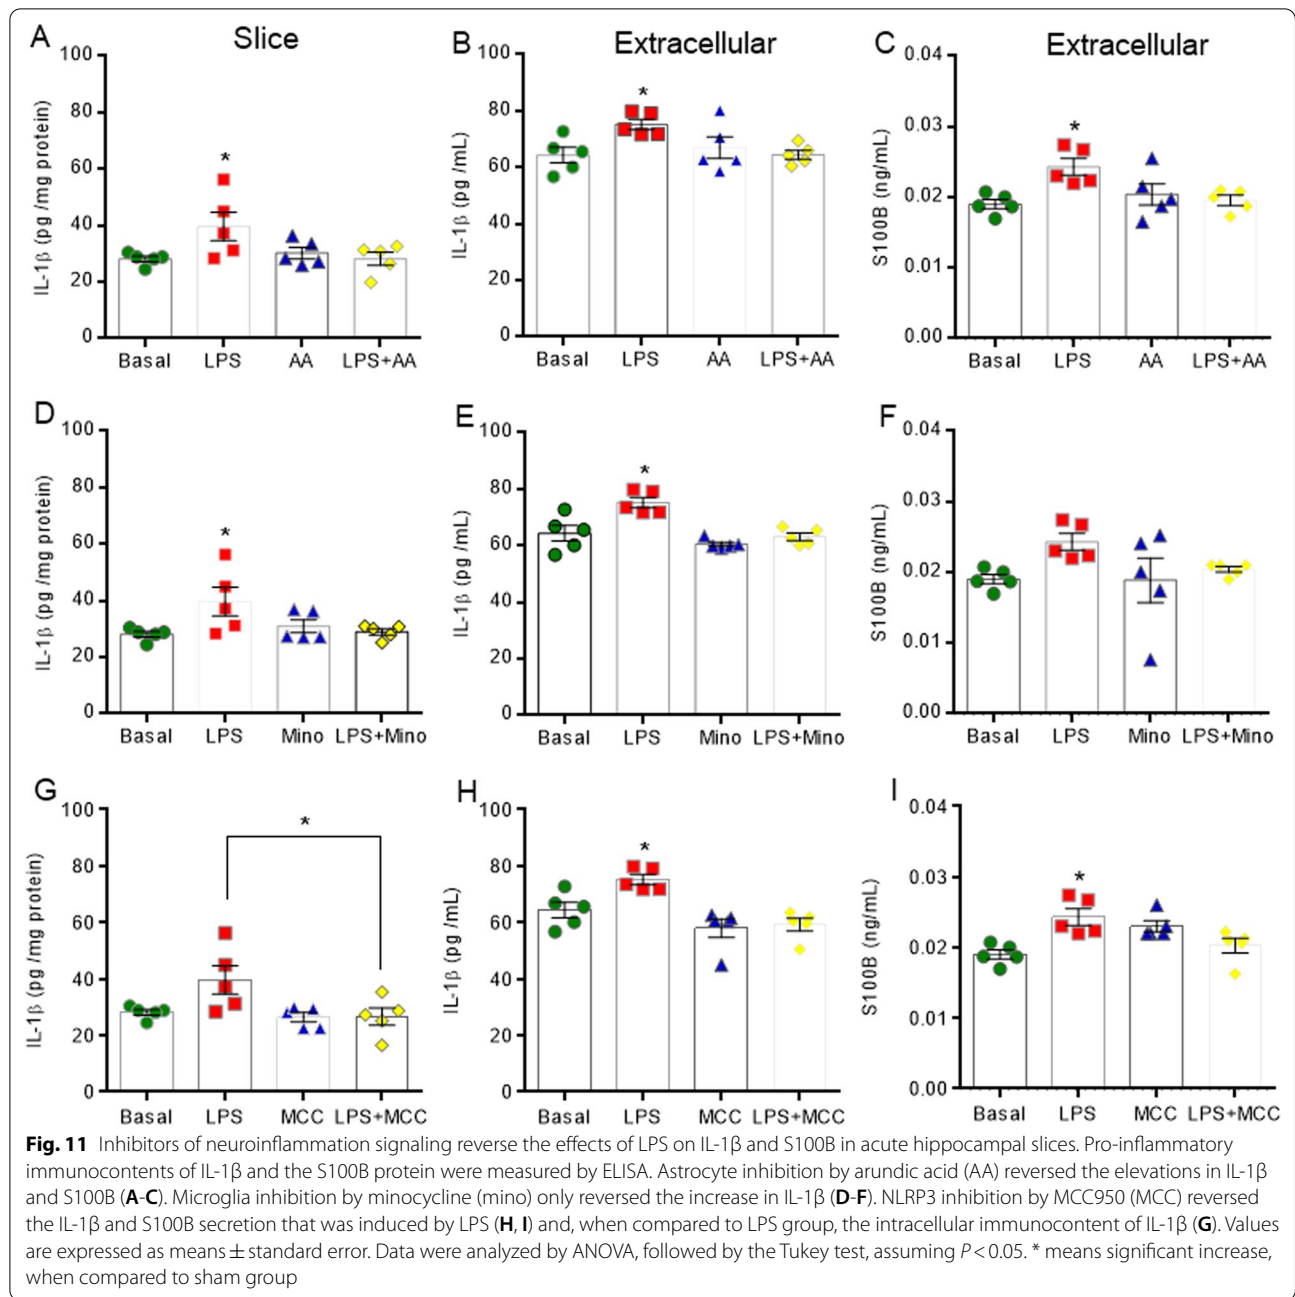 A Slice B Extracellular C Extracellular
IL-1β (pg /mg protein)
100
80
60
40
20
0
*
Basal LPS AA LPS+AA
IL-1β (pg /mL)
100
80
60
40
20
0
*
Basal LPS AA LPS+AA
S100B (ng/mL)
0.04
0.03
0.02
0.01
0.00
*
Basal LPS AA LPS+AA
D
IL-1β (pg /mg protein)
100
80
60
40
20
0
*
Basal LPS Mino LPS+Mino
E
IL-1β (pg /mL)
100
80
60
40
20
0
*
Basal LPS Mino LPS+Mino
F
S100B (ng/mL)
0.04
0.03
0.02
0.01
0.00
Basal LPS Mino LPS+Mino
G
IL-1β (pg /mg protein)
100
80
60
40
20
0
*
Basal LPS MCC LPS+MCC
H
IL-1β (pg /mL)
100
80
60
40
20
0
*
Basal LPS MCC LPS+MCC
I
S100B (ng/mL)
0.04
0.03
0.02
0.01
0.00
*
Basal LPS MCC LPS+MCC
Fig. 11 Inhibitors of neuroinflammation signaling reverse the effects of LPS on IL-1β and S100B in acute hippocampal slices. Pro-inflammatory
immunocontents of IL-1β and the S100B protein were measured by ELISA. Astrocyte inhibition by arundic acid (AA) reversed the elevations in IL-1β
and S100B (A-C). Microglia inhibition by minocycline (mino) only reversed the increase in IL-1β (D-F). NLRP3 inhibition by MCC950 (MCC) reversed
the IL-1β and S100B secretion that was induced by LPS (H, I) and, when compared to LPS group, the intracellular immunocontent of IL-1β (G). Values
are expressed as means ± standard error. Data were analyzed by ANOVA, followed by the Tukey test, assuming P < 0.05. * means significant increase,
when compared to sham group